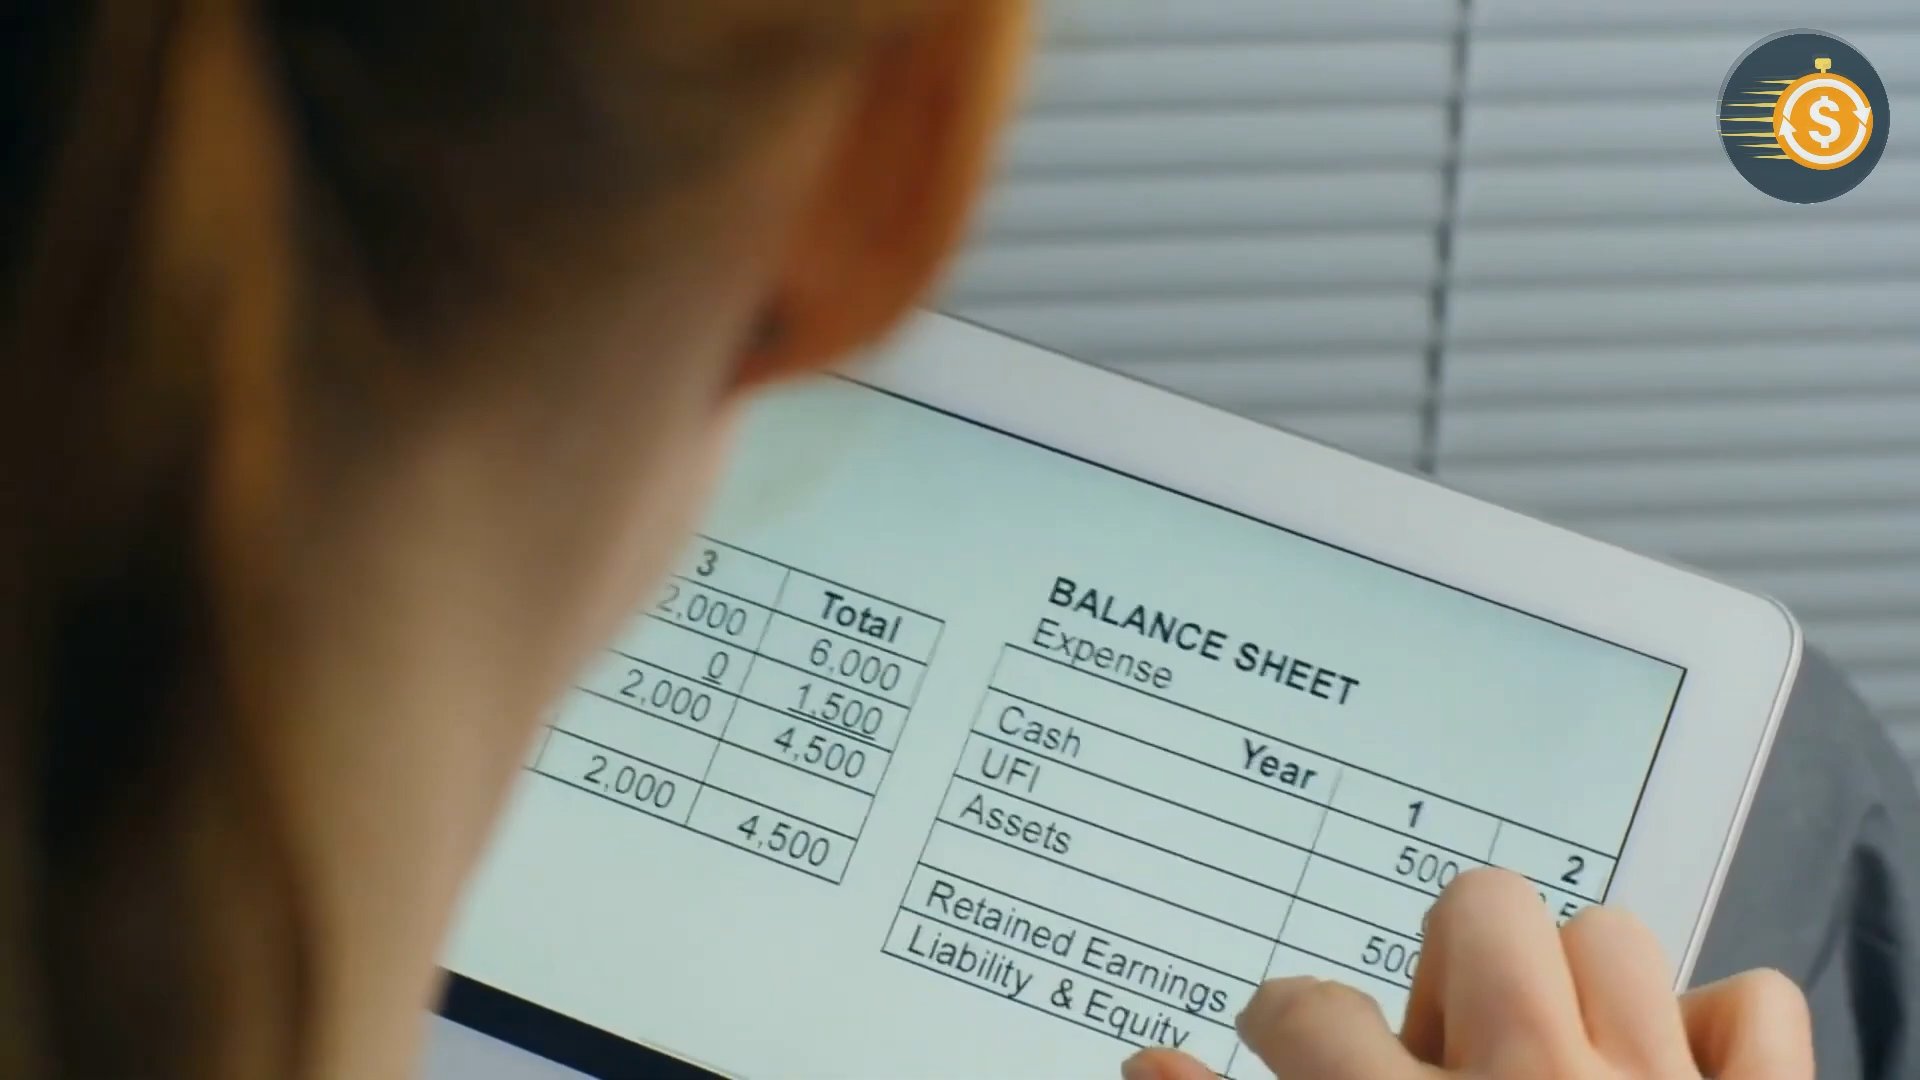 3 Total
2,000 6,000
0 1,500
2,000 4,500
2,000 4,500
BALANCE SHEET
Expense
Year 1 2
Cash 500
UFI
Assets 500
Retained Earnings
Liability & Equity
$